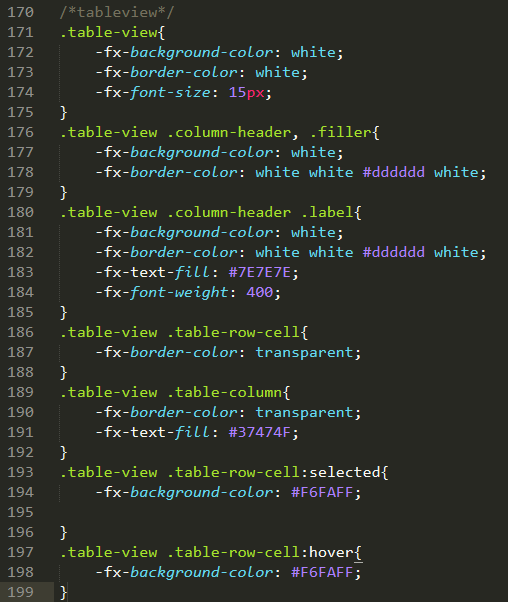 170 /*tableview*/
171 .table-view{
172 -fx-background-color: white;
173 -fx-border-color: white;
174 -fx-font-size: 15px;
175 }
176 .table-view .column-header, .filler{
177 -fx-background-color: white;
178 -fx-border-color: white white #dddddd white;
179 }
180 .table-view .column-header .label{
181 -fx-background-color: white;
182 -fx-border-color: white white #dddddd white;
183 -fx-text-fill: #7E7E7E;
184 -fx-font-weight: 400;
185 }
186 .table-view .table-row-cell{
187 -fx-border-color: transparent;
188 }
189 .table-view .table-column{
190 -fx-border-color: transparent;
191 -fx-text-fill: #37474F;
192 }
193 .table-view .table-row-cell:selected{
194 -fx-background-color: #F6FAFF;
195
196 }
197 .table-view .table-row-cell:hover{
198 -fx-background-color: #F6FAFF;
199 }